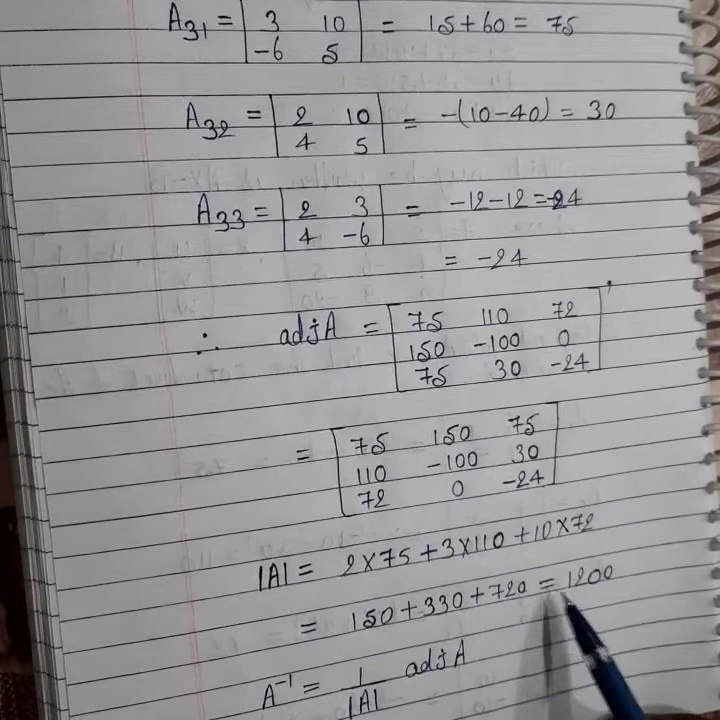 A₃₁ = | 3 10 | = 15+60 = 75
| -6 5 |
A₃₂ = | 2 10 | = -(10-40) = 30
| 4 5 |
A₃₃ = | 2 3 | = -12-12 = -24
| 4 -6 |
= -24
∴ adjA = [ 75 110 72 ]'
[ 150 -100 0 ]
[ 75 30 -24 ]
= [ 75 150 75 ]
[ 110 -100 30 ]
[ 72 0 -24 ]
|A| = 2×75 + 3×110 + 10×72
= 150 + 330 + 720 = 1200
A⁻¹ = 1/|A| adjA